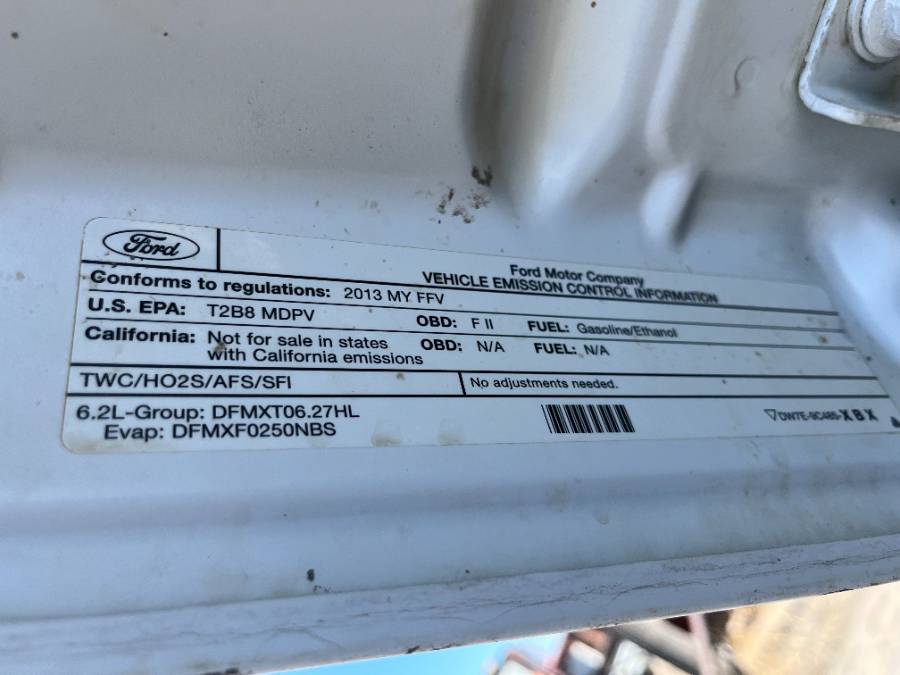 Ford
Ford Motor Company
VEHICLE EMISSION CONTROL INFORMATION
Conforms to regulations: 2013 MY FFV
U.S. EPA: T2B8 MDPV OBD: F II FUEL: Gasoline/Ethanol
California: Not for sale in states with California emissions OBD: N/A FUEL: N/A
TWC/HO2S/AFS/SFI No adjustments needed.
6.2L-Group: DFMXT06.27HL
Evap: DFMXF0250NBS
DW7E-9C485-XBX